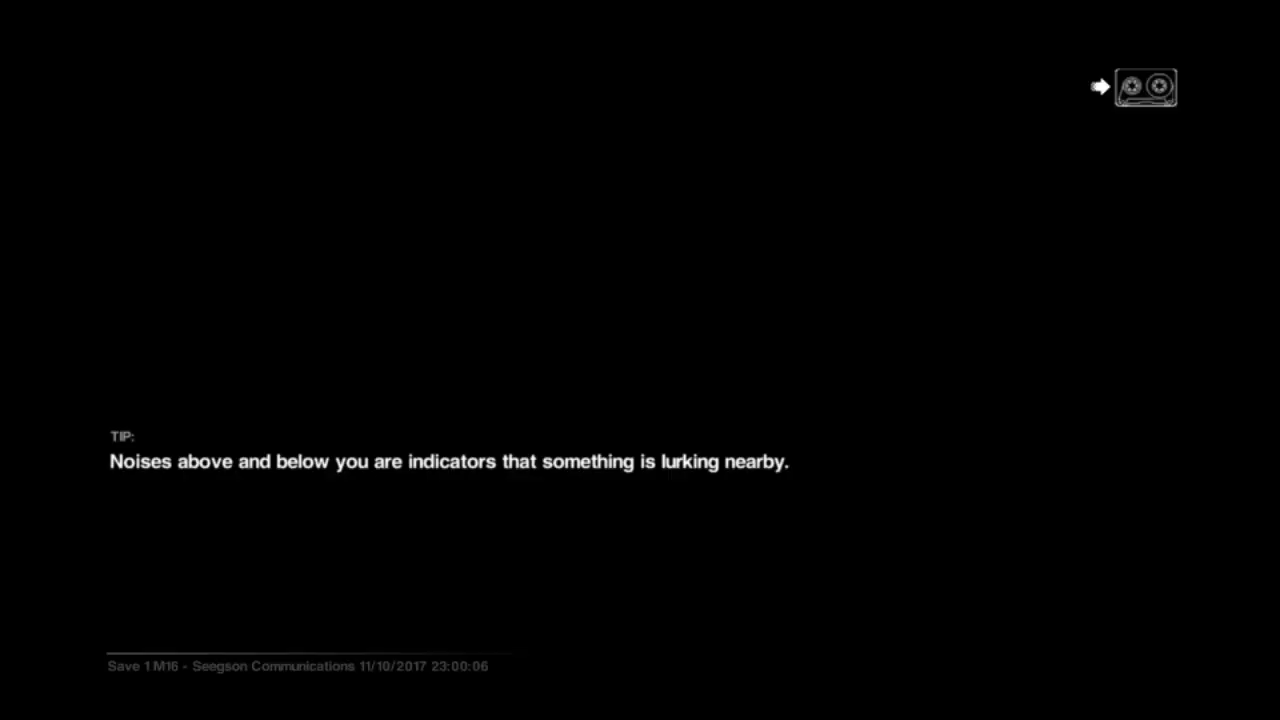 TIP:
Noises above and below you are indicators that something is lurking nearby.
Save 1 M16 - Seegson Communications 11/10/2017 23:00:06